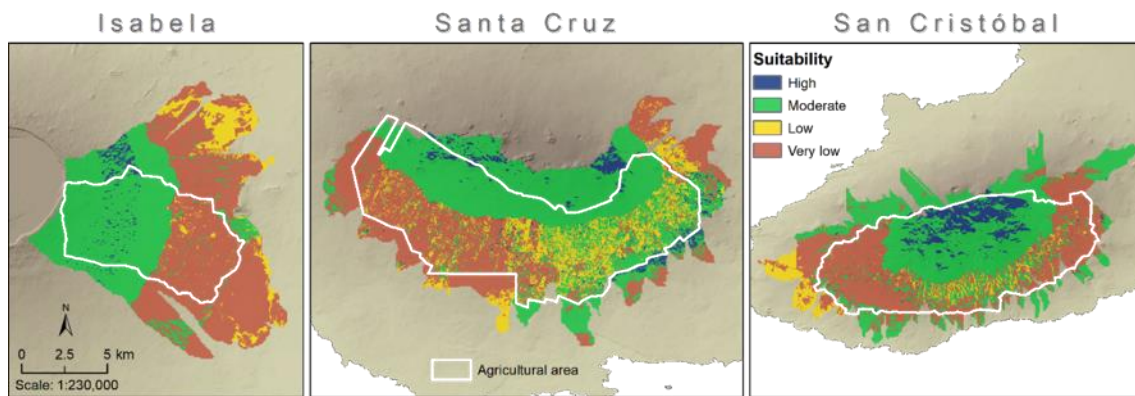 Isabela
Santa Cruz
San Cristóbal
Suitability
High
Moderate
Low
Very low
N
0 2.5 5 km
Scale: 1:230,000
Agricultural area